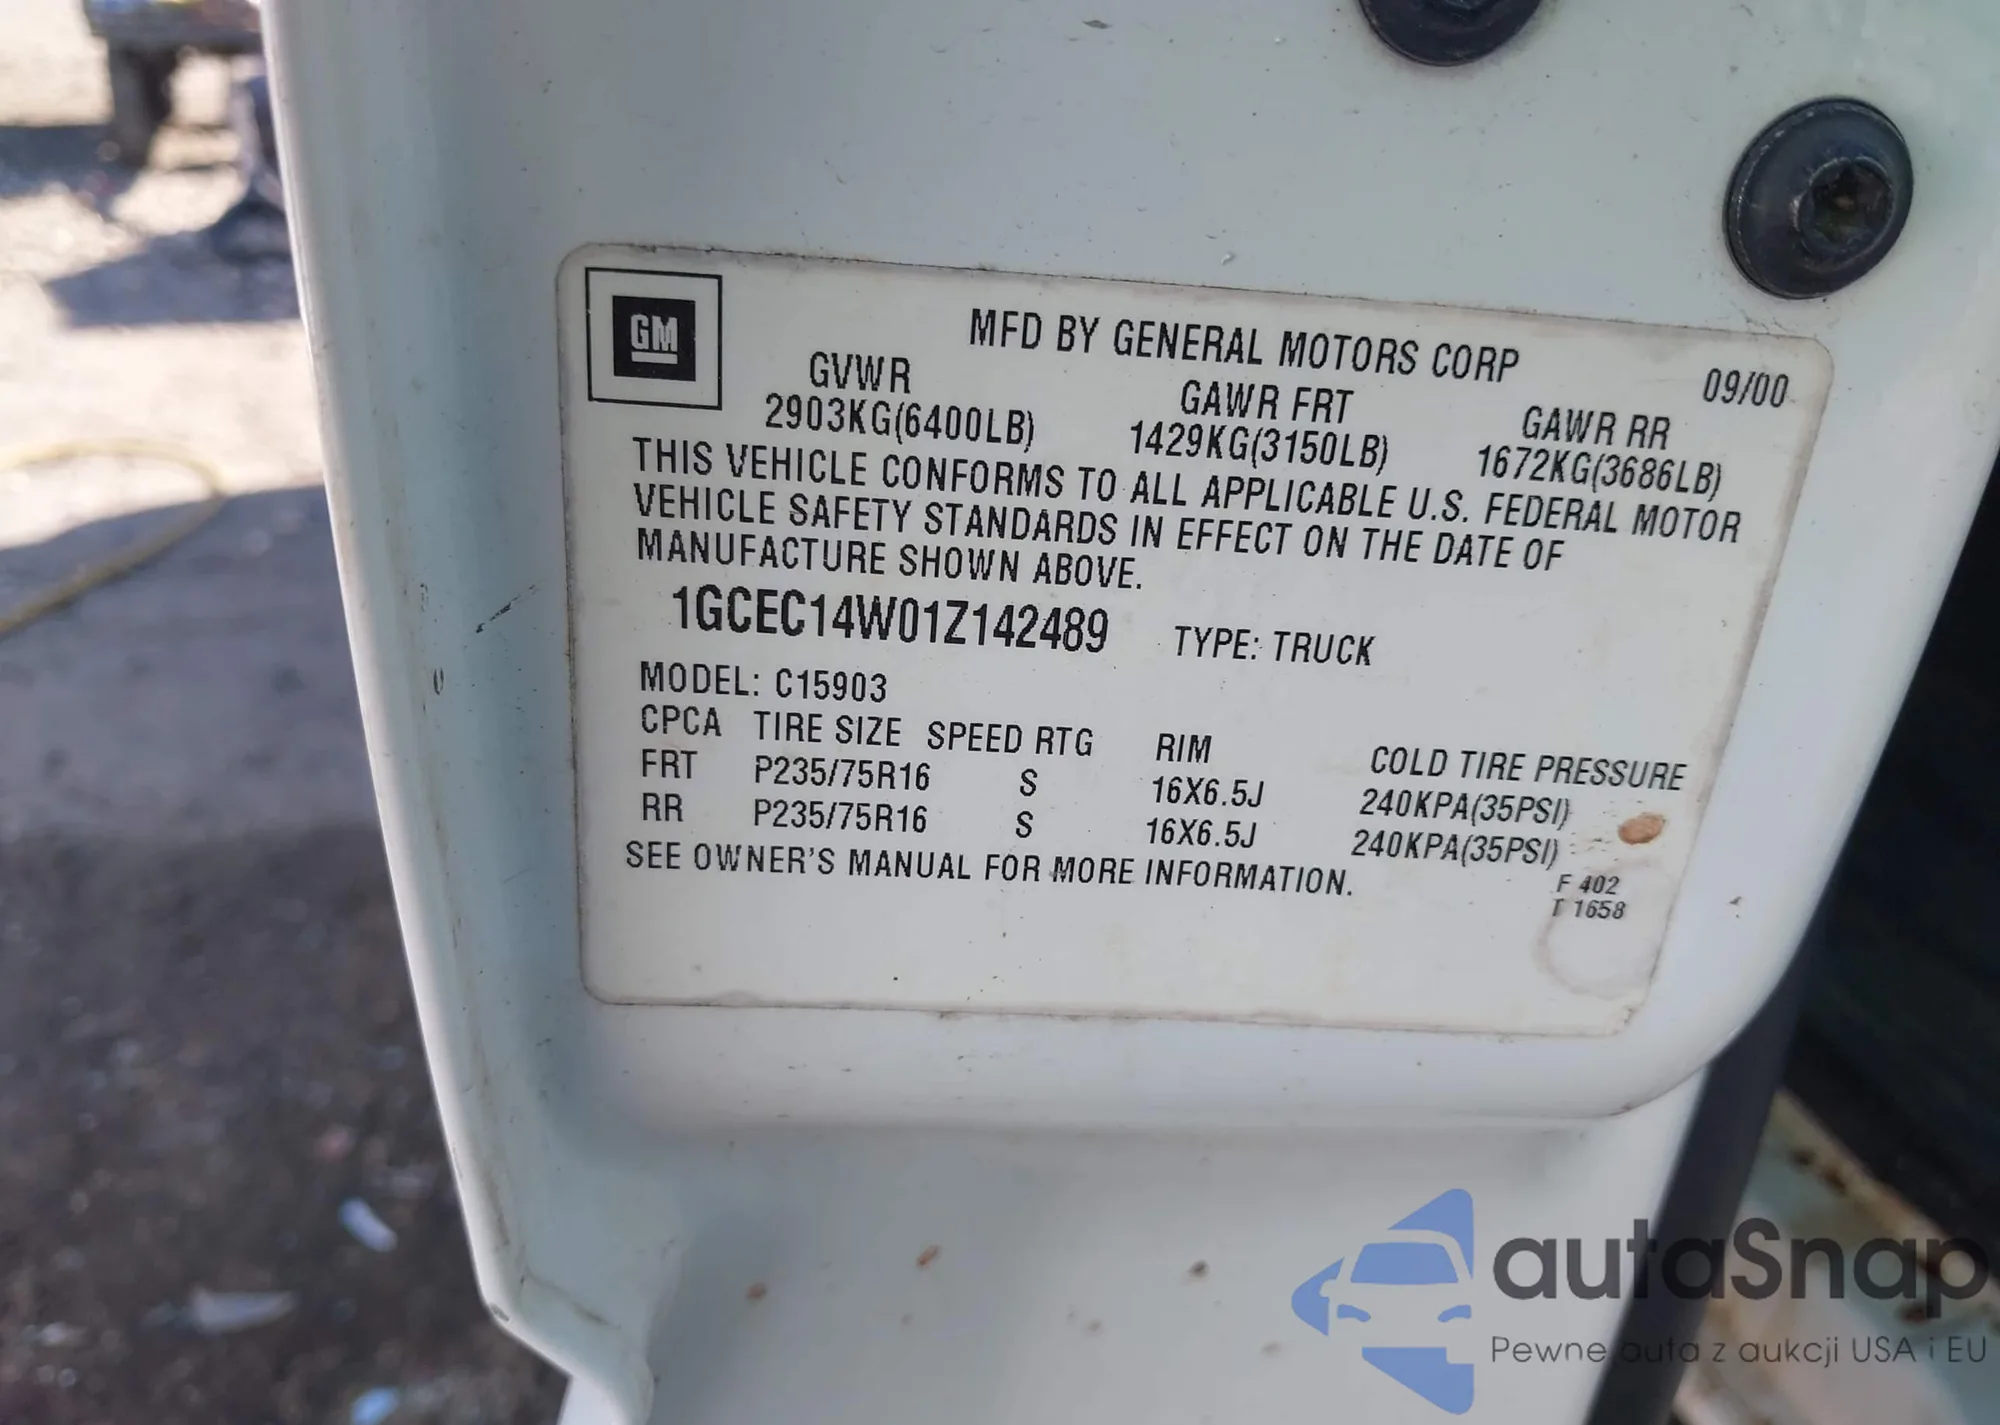 GM
MFD BY GENERAL MOTORS CORP 09/00
GVWR GAWR FRT GAWR RR
2903KG(6400LB) 1429KG(3150LB) 1672KG(3686LB)
THIS VEHICLE CONFORMS TO ALL APPLICABLE U.S. FEDERAL MOTOR
VEHICLE SAFETY STANDARDS IN EFFECT ON THE DATE OF
MANUFACTURE SHOWN ABOVE.
1GCEC14W01Z142489 TYPE: TRUCK
MODEL: C15903
CPCA TIRE SIZE SPEED RTG RIM COLD TIRE PRESSURE
FRT P235/75R16 S 16X6.5J 240KPA(35PSI)
RR P235/75R16 S 16X6.5J 240KPA(35PSI)
SEE OWNER'S MANUAL FOR MORE INFORMATION.
F 402
T 1658
autaSnap
Pewne auta z aukcji USA i EU